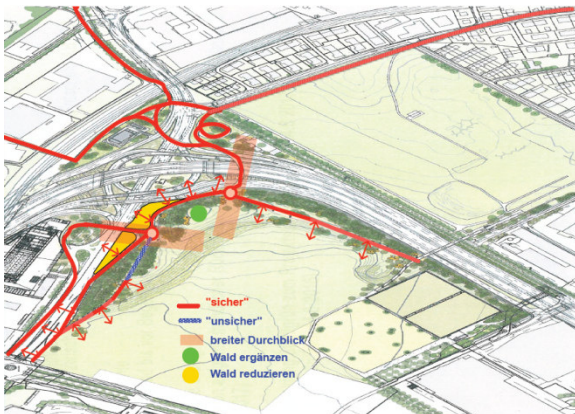 "sicher"
"unsicher"
breiter Durchblick
Wald ergänzen
Wald reduzieren